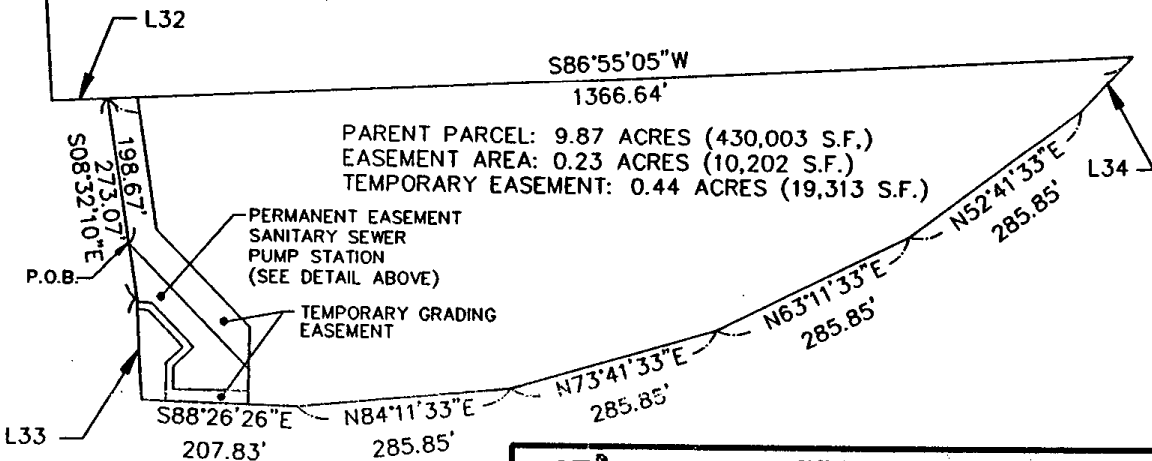 L32
S86°55'05"W
1366.64'
PARENT PARCEL: 9.87 ACRES (430,003 S.F.)
EASEMENT AREA: 0.23 ACRES (10,202 S.F.)
TEMPORARY EASEMENT: 0.44 ACRES (19,313 S.F.)
198.67'
273.07'
S08°32'10"E
L34
N52°41'33"E
285.85'
PERMANENT EASEMENT
SANITARY SEWER
PUMP STATION
(SEE DETAIL ABOVE)
P.O.B.
TEMPORARY GRADING
EASEMENT
N63°11'33"E
285.85'
N73°41'33"E
285.85'
S88°26'26"E
207.83'
N84°11'33"E
285.85'
L33